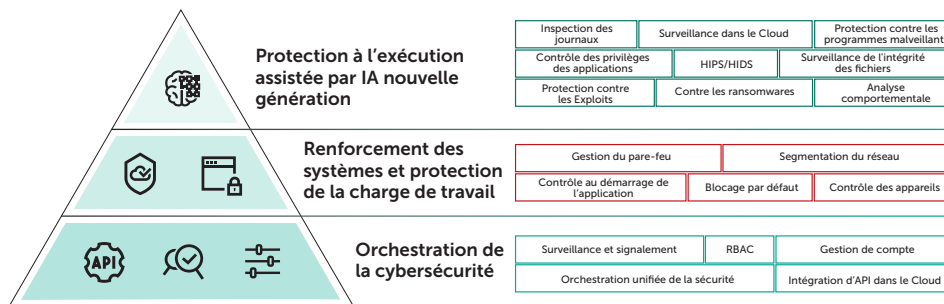 Protection à l'exécution
assistée par IA nouvelle
génération
Inspection des
journaux
Surveillance dans le Cloud
Protection contre les
programmes malveillant
Contrôle des privilèges
des applications
HIPS/HIDS
Surveillance de l'intégrité
des fichiers
Protection contre
les Exploits
Contre les ransomwares
Analyse
comportementale
Renforcement des
systèmes et protection
de la charge de travail
Gestion du pare-feu
Segmentation du réseau
Contrôle au démarrage de
l'application
Blocage par défaut
Contrôle des appareils
API
Orchestration de
la cybersécurité
Surveillance et signalement
RBAC
Gestion de compte
Orchestration unifiée de la sécurité
Intégration d'API dans le Cloud